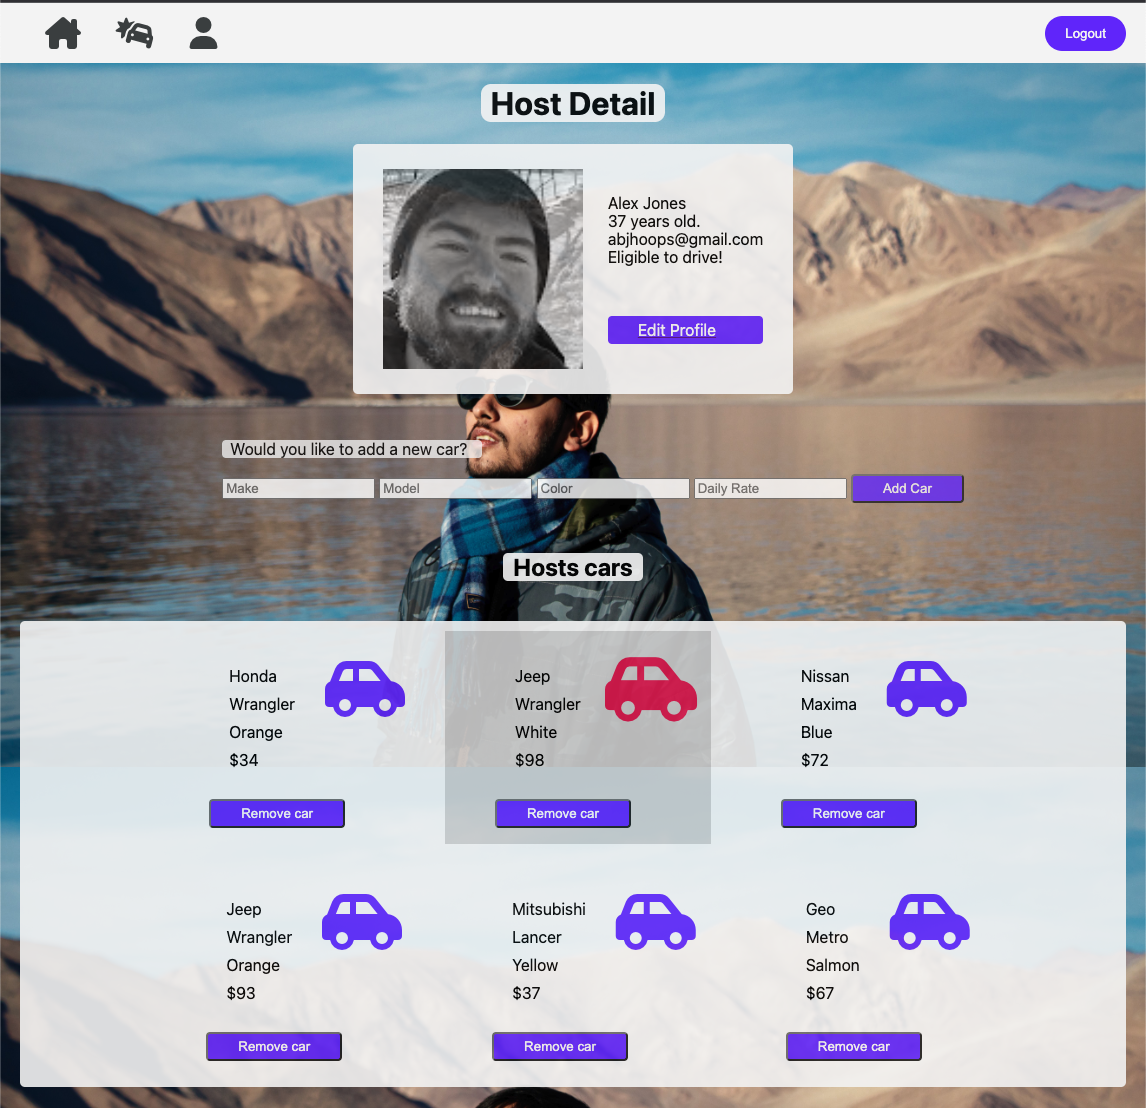 Logout
Host Detail
Alex Jones
37 years old.
abjhoops@gmail.com
Eligible to drive!
Edit Profile
Would you like to add a new car?
Make Model Color Daily Rate Add Car
Hosts cars
Honda
Wrangler
Orange
$34
Remove car
Jeep
Wrangler
White
$98
Remove car
Nissan
Maxima
Blue
$72
Remove car
Jeep
Wrangler
Orange
$93
Remove car
Mitsubishi
Lancer
Yellow
$37
Remove car
Geo
Metro
Salmon
$67
Remove car